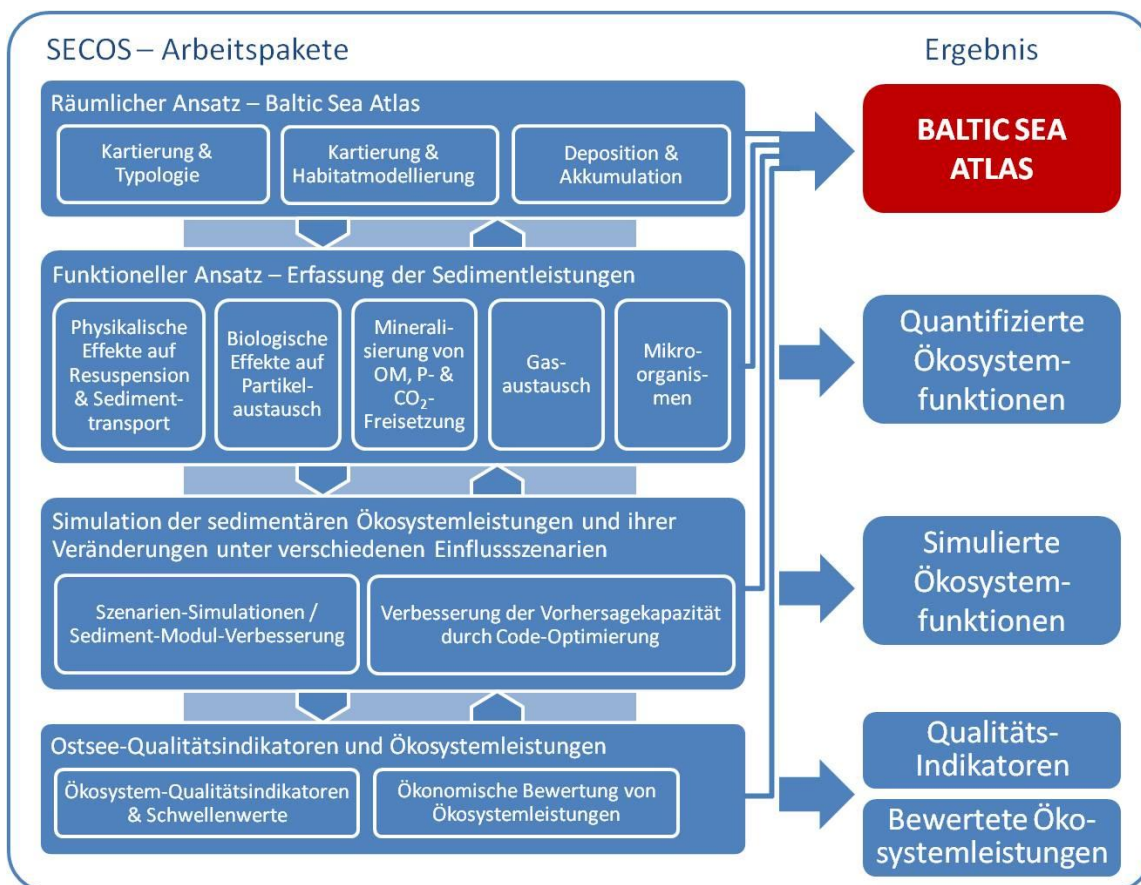 SECOS – Arbeitspakete
Ergebnis
Räumlicher Ansatz – Baltic Sea Atlas
Kartierung &
Typologie
Kartierung &
Habitatmodellierung
Deposition &
Akkumulation
BALTIC SEA
ATLAS
Funktioneller Ansatz – Erfassung der Sedimentleistungen
Physikalische
Effekte auf
Resuspension
& Sediment-
transport
Biologische
Effekte auf
Partikel-
austausch
Minerali-
sierung von
OM, P- &
CO₂-
Freisetzung
Gas-
austausch
Mikro-
organis-
men
Quantifizierte
Ökosystem-
funktionen
Simulation der sedimentären Ökosystemleistungen und ihrer
Veränderungen unter verschiedenen Einflussszenarien
Szenarien-Simulationen /
Sediment-Modul-Verbesserung
Verbesserung der Vorhersagekapazität
durch Code-Optimierung
Simulierte
Ökosystem-
funktionen
Ostsee-Qualitätsindikatoren und Ökosystemleistungen
Ökosystem-Qualitätsindikatoren
& Schwellenwerte
Ökonomische Bewertung von
Ökosystemleistungen
Qualitäts-
Indikatoren
Bewertete Öko-
systemleistungen